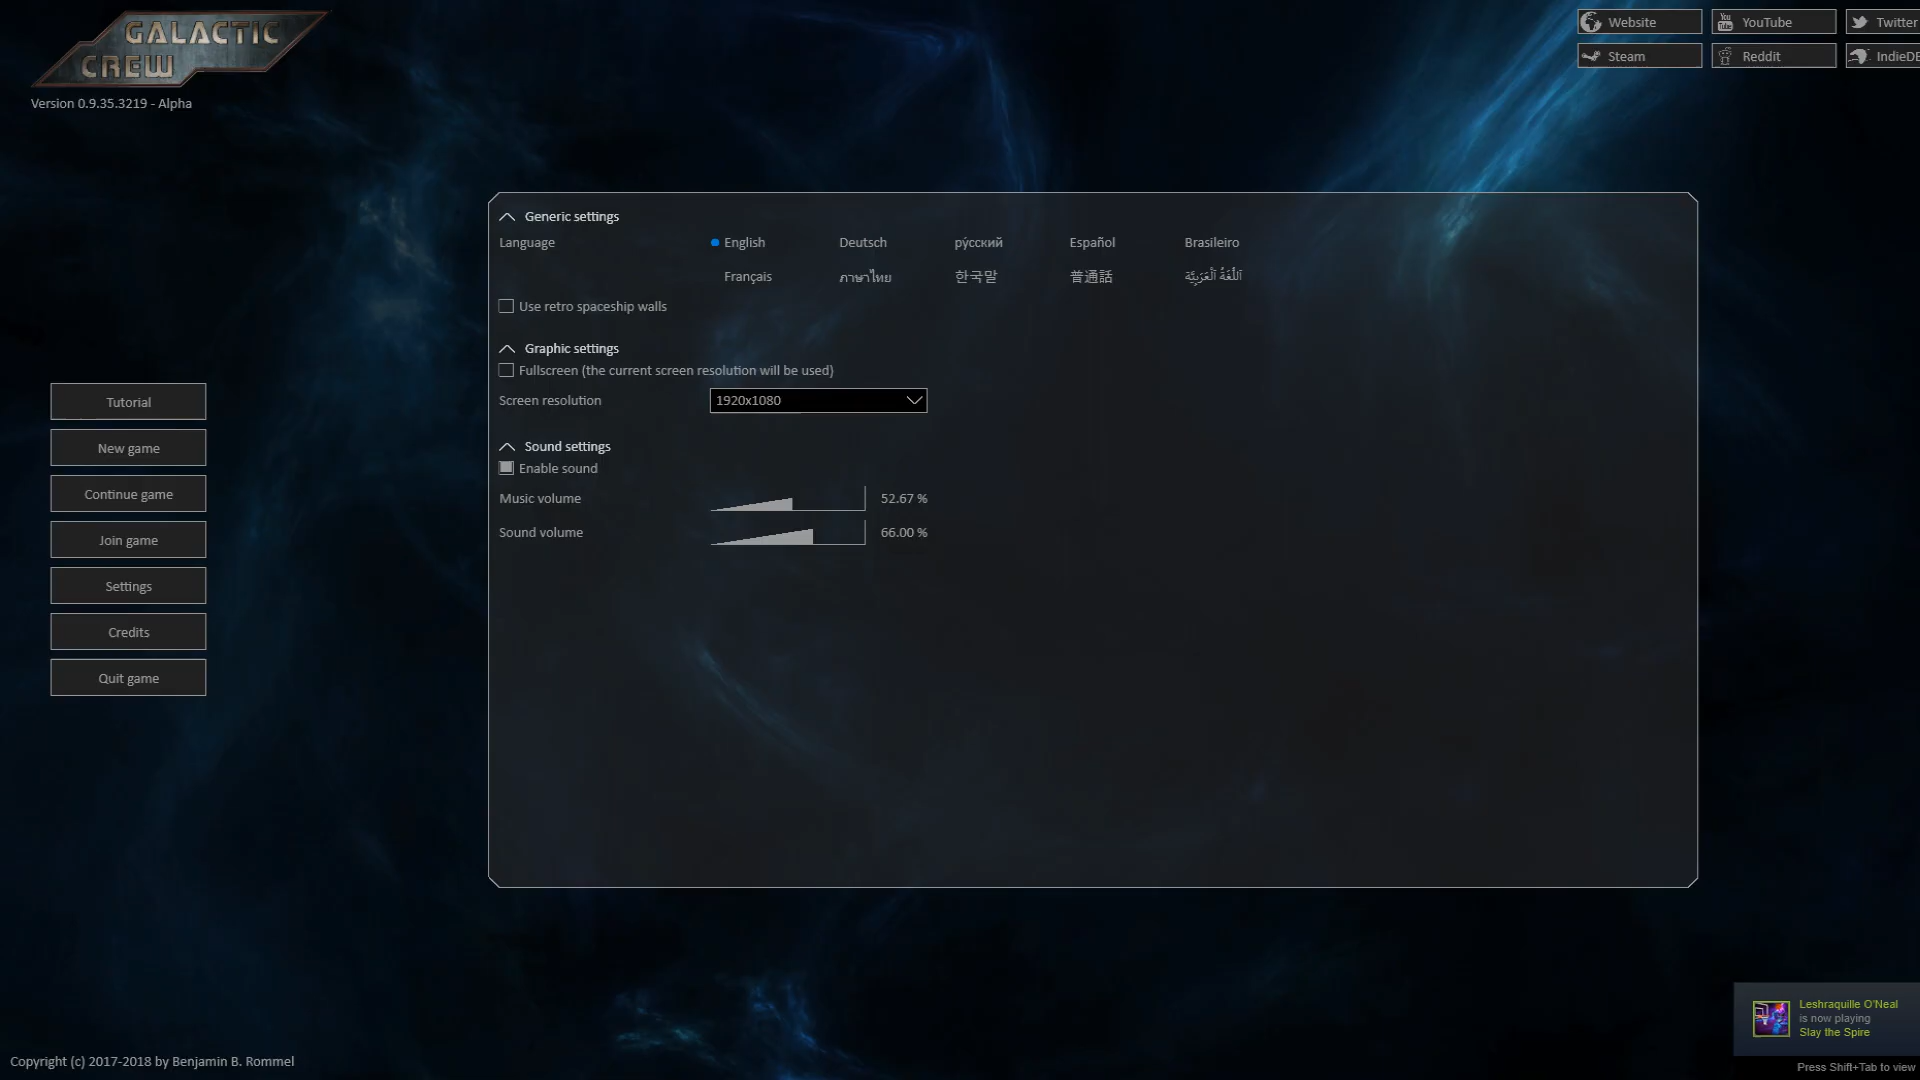 GALACTIC
CREW
Version 0.9.35.3219 - Alpha
Website
YouTube
Twitter
Steam
Reddit
IndieDE
Generic settings
Language
English
Deutsch
ру́сский
Español
Brasileiro
Français
ภาษาไทย
한국말
普通話
اَللُّغَةُ اَلْعَرَبِيَّة
Use retro spaceship walls
Graphic settings
Fullscreen (the current screen resolution will be used)
Screen resolution
1920x1080
Sound settings
Enable sound
Music volume
52.67 %
Sound volume
66.00 %
Tutorial
New game
Continue game
Join game
Settings
Credits
Quit game
Leshraquille O'Neal
is now playing
Slay the Spire
Press Shift+Tab to view
Copyright (c) 2017-2018 by Benjamin B. Rommel